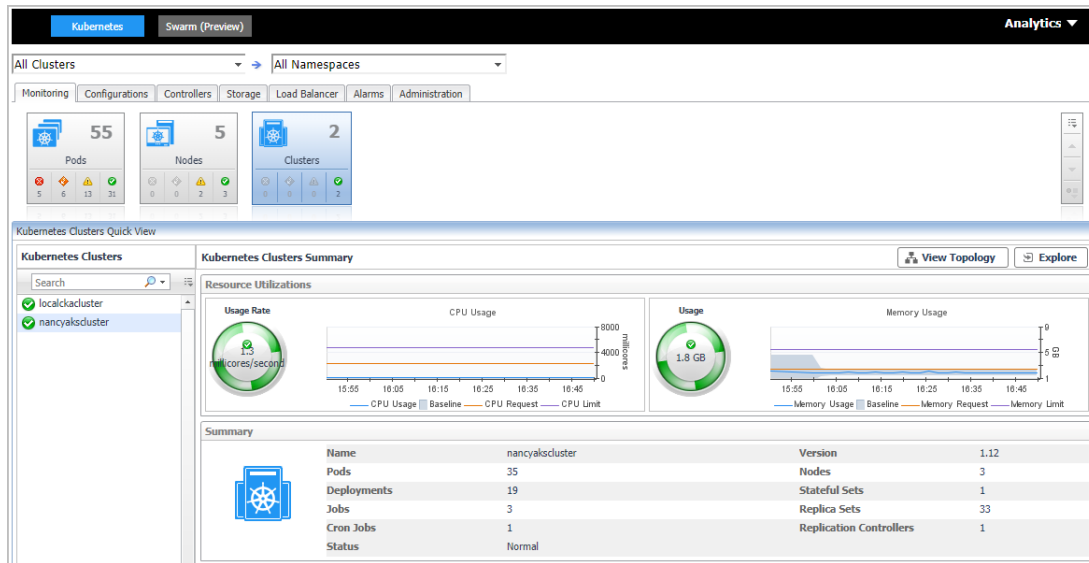 Kubernetes Swarm (Preview) Analytics ▼
All Clusters All Namespaces
Monitoring Configurations Controllers Storage Load Balancer Alarms Administration
55 Pods 5 6 13 31
5 Nodes 0 0 2 3
2 Clusters 0 0 0 2
Kubernetes Clusters Quick View
Kubernetes Clusters
Search
localckacluster
nancyakscluster
Kubernetes Clusters Summary View Topology Explore
Resource Utilizations
Usage Rate
1.3
millicores/second
CPU Usage
8000
4000
0
millicores
15:55 16:05 16:15 16:25 16:35 16:45
CPU Usage Baseline CPU Request CPU Limit
Usage
1.8 GB
Memory Usage
9
5
1
GB
15:55 16:05 16:15 16:25 16:35 16:45
Memory Usage Baseline Memory Request Memory Limit
Summary
Name nancyakscluster Version 1.12
Pods 35 Nodes 3
Deployments 19 Stateful Sets 1
Jobs 3 Replica Sets 33
Cron Jobs 1 Replication Controllers 1
Status Normal